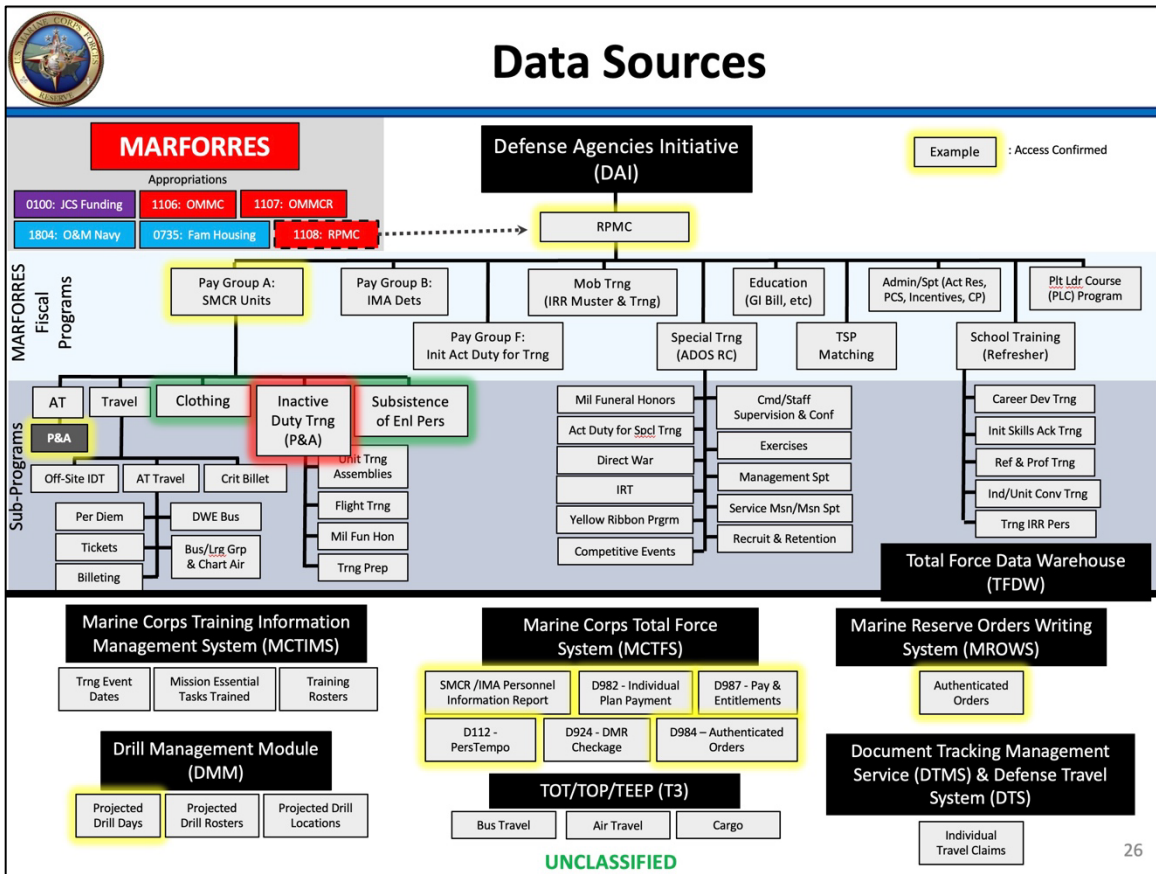 U.S. MARINE CORPS FORCES
RESERVE
Data Sources
MARFORRES
Appropriations
0100: JCS Funding
1106: OMMC
1107: OMMCR
1804: O&M Navy
0735: Fam Housing
1108: RPMC
Defense Agencies Initiative
(DAI)
Example
: Access Confirmed
RPMC
MARFORRES
Fiscal
Programs
Pay Group A:
SMCR Units
Pay Group B:
IMA Dets
Mob Trng
(IRR Muster & Trng)
Education
(GI Bill, etc)
Admin/Spt (Act Res,
PCS, Incentives, CP)
Plt Ldr Course
(PLC) Program
Pay Group F:
Init Act Duty for Trng
Special Trng
(ADOS RC)
TSP
Matching
School Training
(Refresher)
Sub-Programs
AT
Travel
Clothing
Inactive
Duty Trng
(P&A)
Subsistence
of Enl Pers
P&A
Off-Site IDT
AT Travel
Crit Billet
Per Diem
DWE Bus
Tickets
Bus/Lrg Grp
& Chart Air
Billeting
Unit Trng
Assemblies
Flight Trng
Mil Fun Hon
Trng Prep
Mil Funeral Honors
Act Duty for Spcl Trng
Direct War
IRT
Yellow Ribbon Prgrm
Competitive Events
Cmd/Staff
Supervision & Conf
Exercises
Management Spt
Service Msn/Msn Spt
Recruit & Retention
Career Dev Trng
Init Skills Ack Trng
Ref & Prof Trng
Ind/Unit Conv Trng
Trng IRR Pers
Total Force Data Warehouse
(TFDW)
Marine Corps Training Information
Management System (MCTIMS)
Trng Event
Dates
Mission Essential
Tasks Trained
Training
Rosters
Drill Management Module
(DMM)
Projected
Drill Days
Projected
Drill Rosters
Projected Drill
Locations
Marine Corps Total Force
System (MCTFS)
SMCR /IMA Personnel
Information Report
D982 - Individual
Plan Payment
D987 - Pay &
Entitlements
D112 -
PersTempo
D924 - DMR
Checkage
D984 – Authenticated
Orders
TOT/TOP/TEEP (T3)
Bus Travel
Air Travel
Cargo
Marine Reserve Orders Writing
System (MROWS)
Authenticated
Orders
Document Tracking Management
Service (DTMS) & Defense Travel
System (DTS)
Individual
Travel Claims
UNCLASSIFIED
26